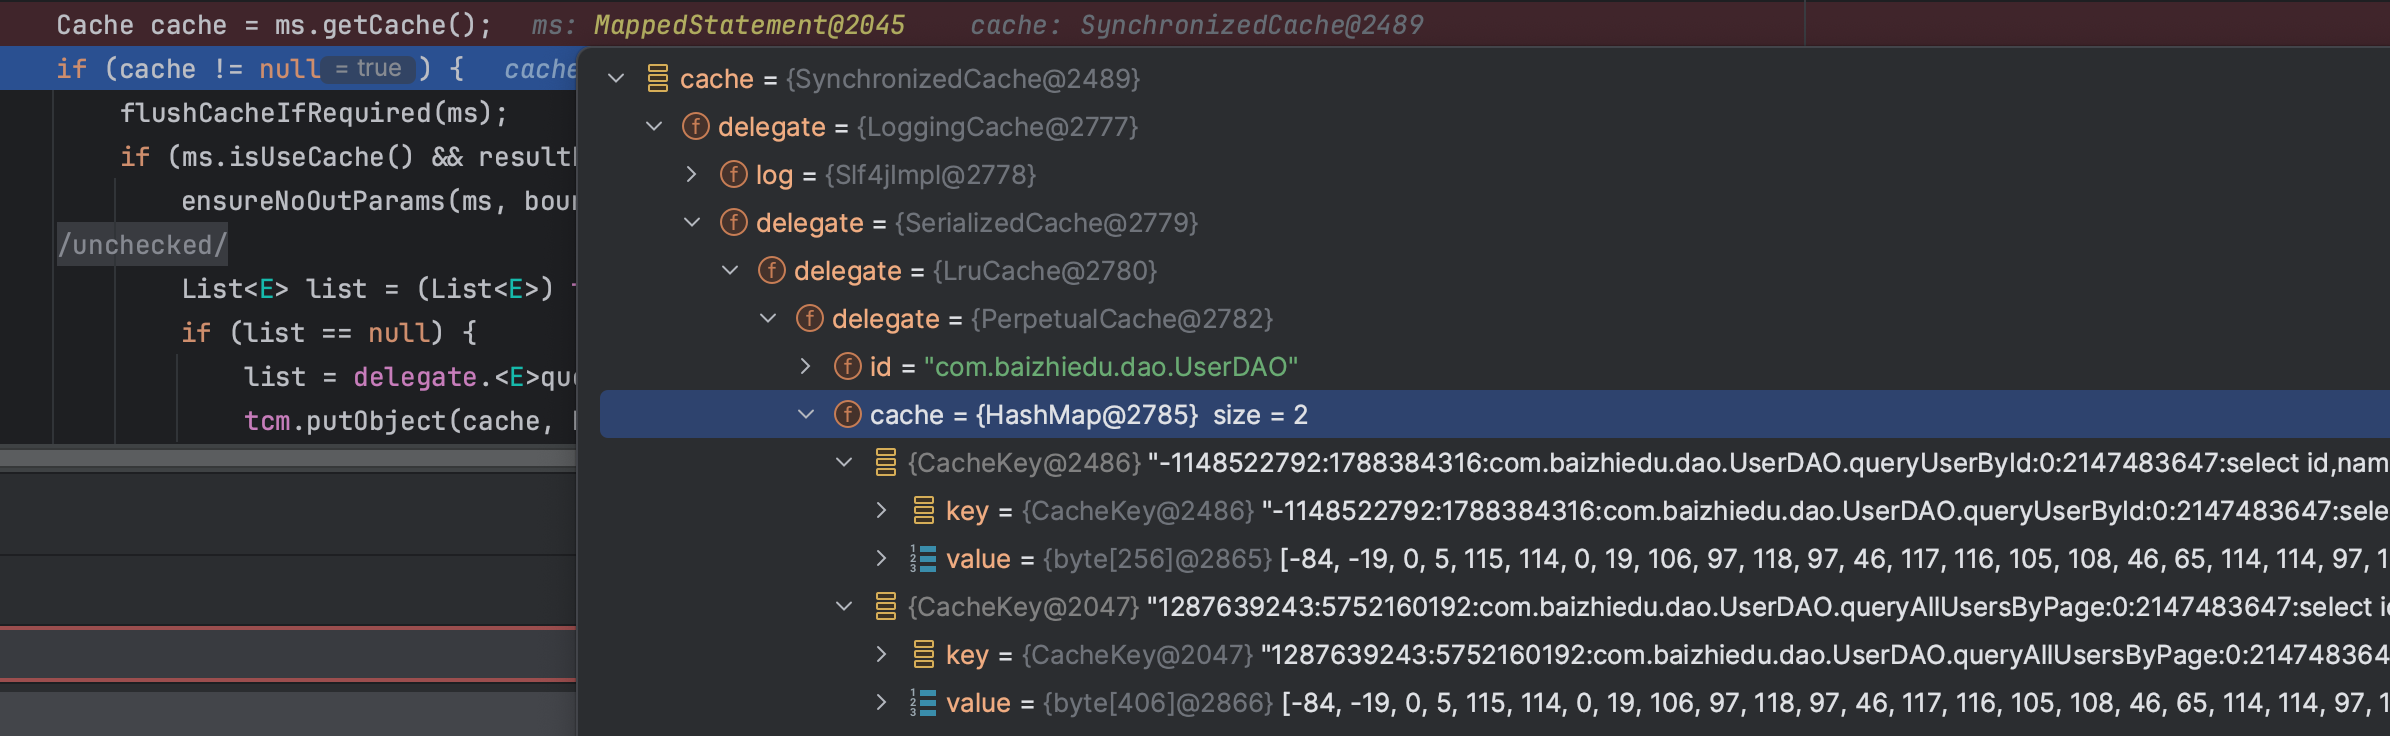 Cache cache = ms.getCache(); ms: MappedStatement@2045 cache: SynchronizedCache@2489
if (cache != null = true ) { cache
flushCacheIfRequired(ms);
if (ms.isUseCache() && result
ensureNoOutParams(ms, bou
/unchecked/
List<E> list = (List<E>)
if (list == null) {
list = delegate.<E>qu
tcm.putObject(cache,
cache = {SynchronizedCache@2489}
f delegate = {LoggingCache@2777}
f log = {Slf4jImpl@2778}
f delegate = {SerializedCache@2779}
f delegate = {LruCache@2780}
f delegate = {PerpetualCache@2782}
f id = "com.baizhiedu.dao.UserDAO"
f cache = {HashMap@2785} size = 2
{CacheKey@2486} "-1148522792:1788384316:com.baizhiedu.dao.UserDAO.queryUserById:0:2147483647:select id,nam
key = {CacheKey@2486} "-1148522792:1788384316:com.baizhiedu.dao.UserDAO.queryUserById:0:2147483647:sele
value = {byte[256]@2865} [-84, -19, 0, 5, 115, 114, 0, 19, 106, 97, 118, 97, 46, 117, 116, 105, 108, 46, 65, 114, 114, 97, 1
{CacheKey@2047} "1287639243:5752160192:com.baizhiedu.dao.UserDAO.queryAllUsersByPage:0:2147483647:select i
key = {CacheKey@2047} "1287639243:5752160192:com.baizhiedu.dao.UserDAO.queryAllUsersByPage:0:214748364
value = {byte[406]@2866} [-84, -19, 0, 5, 115, 114, 0, 19, 106, 97, 118, 97, 46, 117, 116, 105, 108, 46, 65, 114, 114, 97, 1